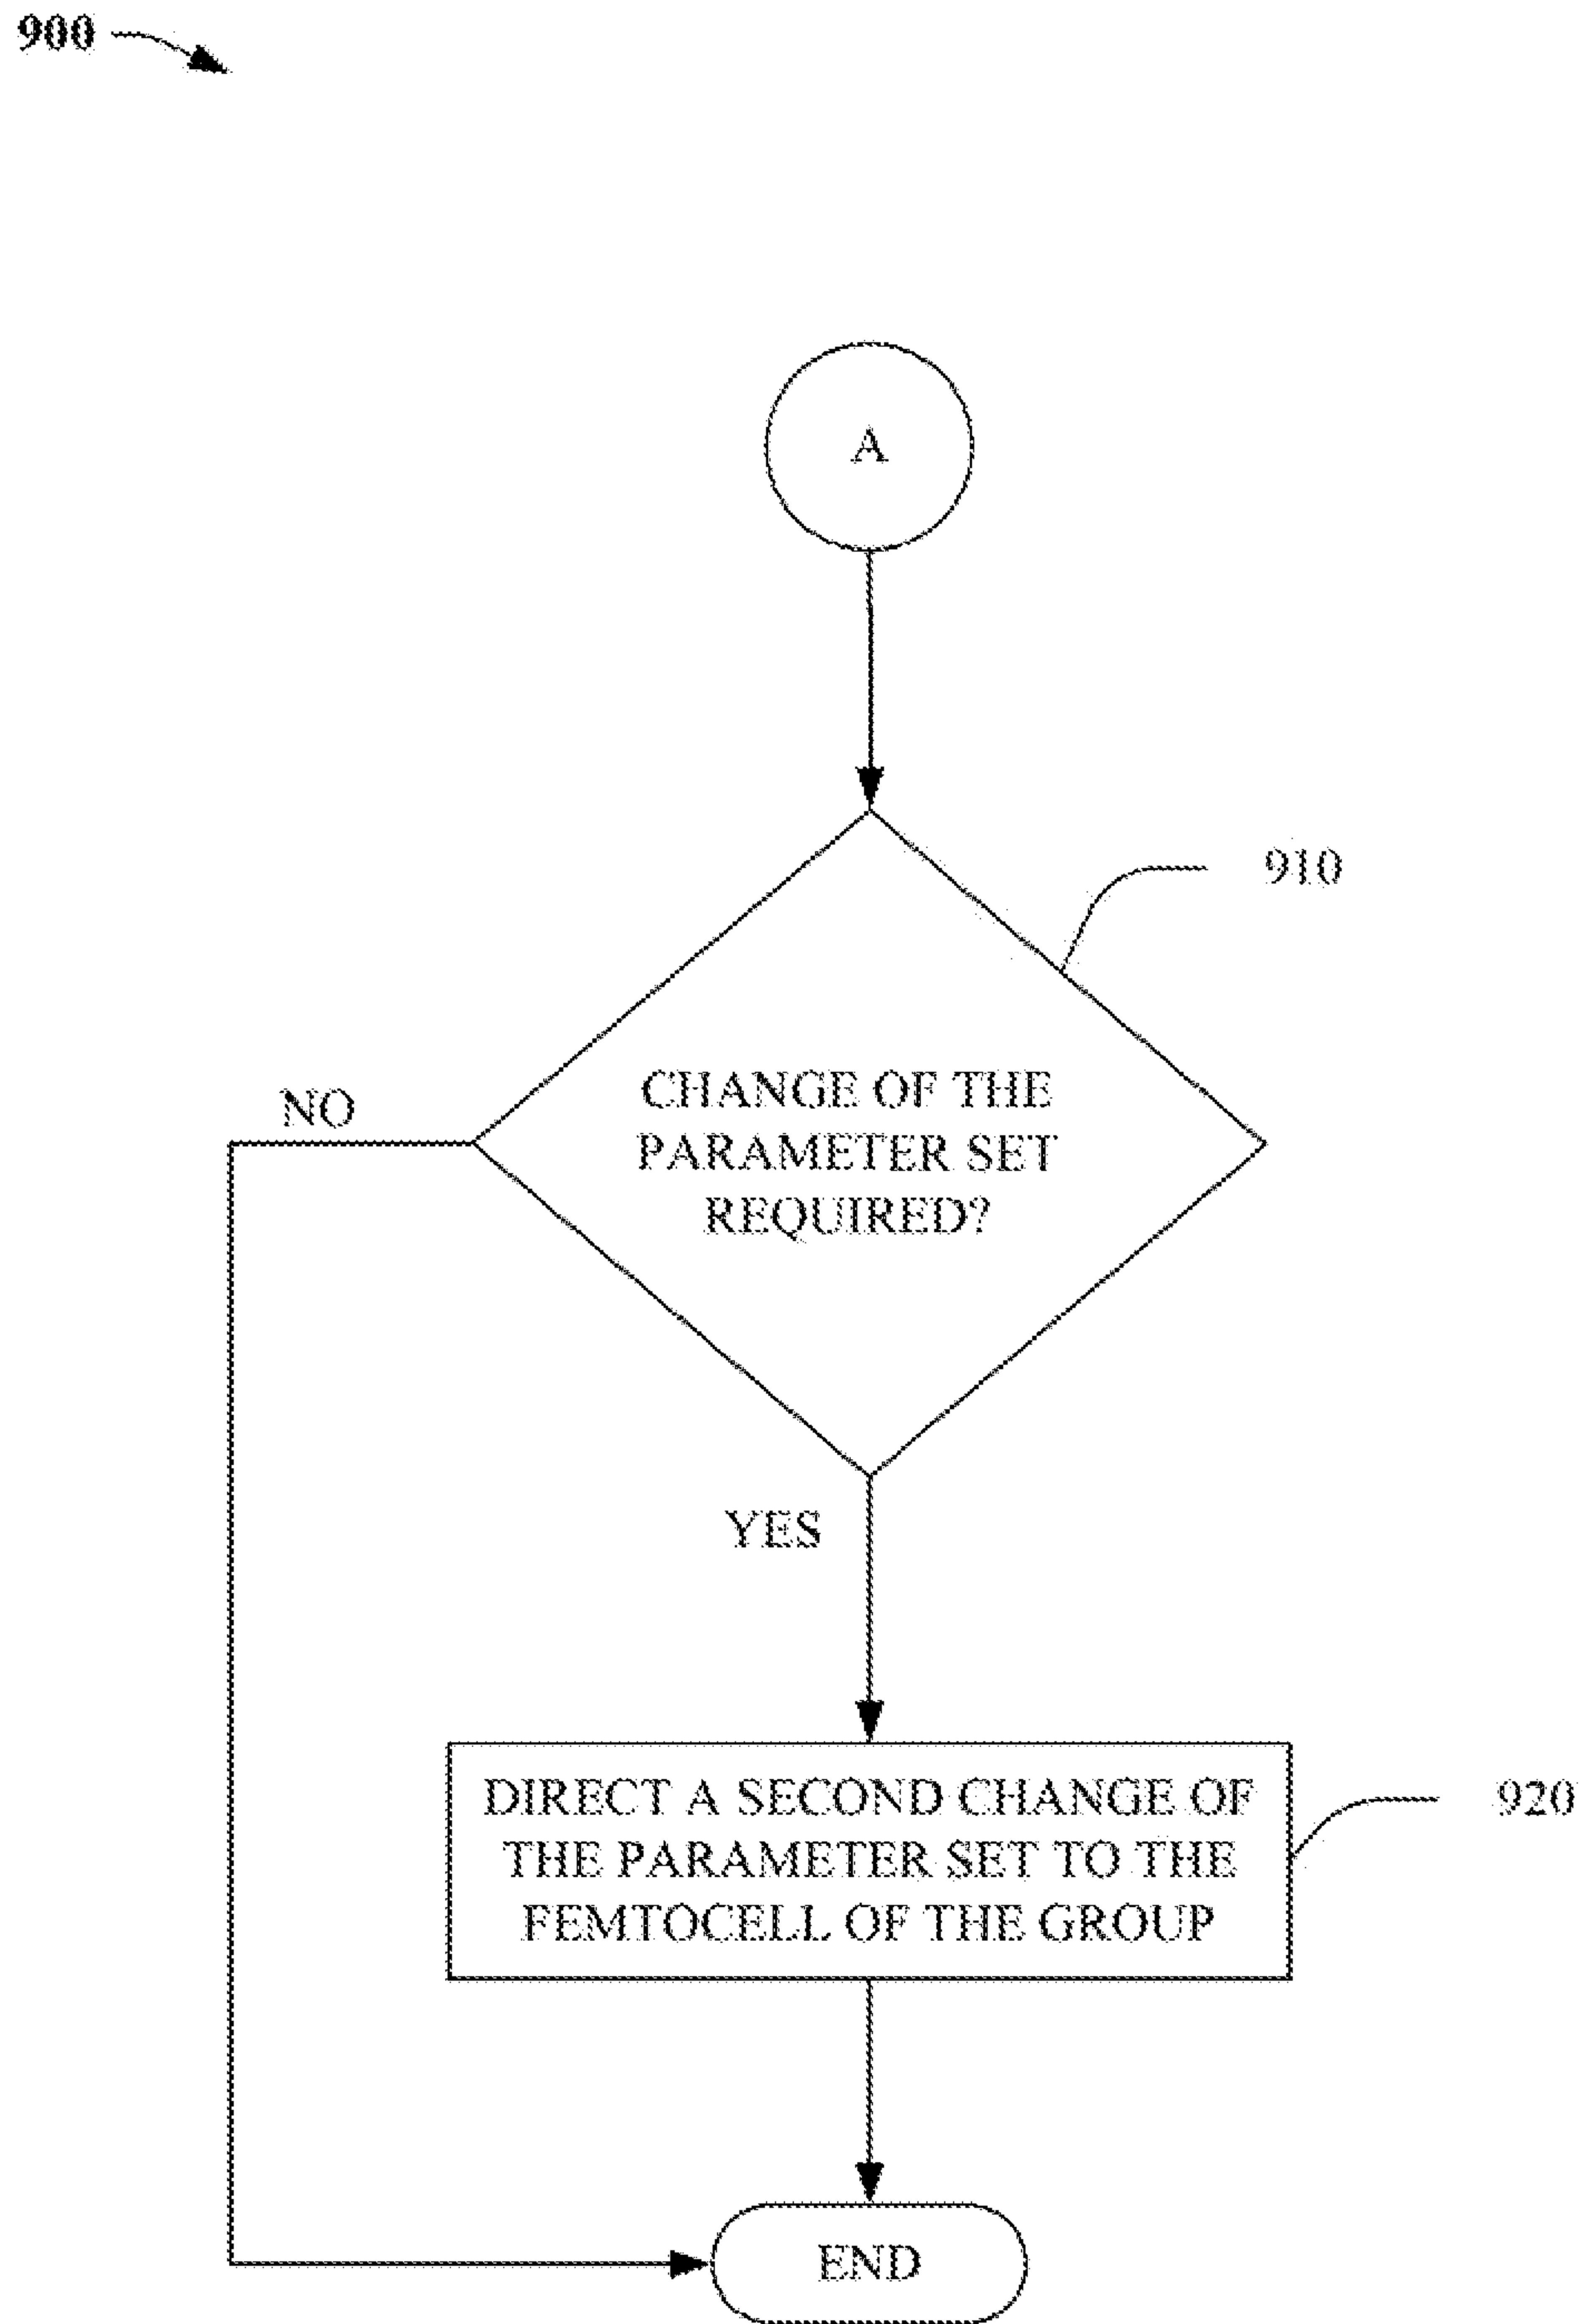 900
A
910
CHANGE OF THE
PARAMETER SET
REQUIRED?
NO
YES
DIRECT A SECOND CHANGE OF
THE PARAMETER SET TO THE
FEMTOCELL OF THE GROUP
920
END